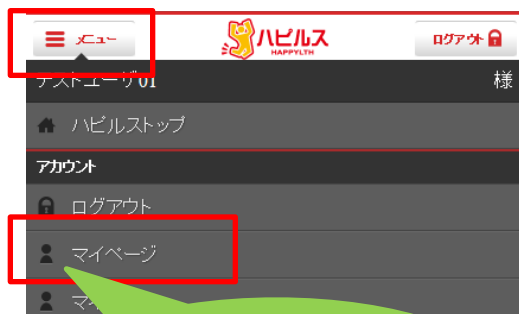 メニュー
ハピルス
HAPPYLTH
ログアウト
テストユーザ01 様
ハピルストップ
アカウント
ログアウト
マイページ
マイ